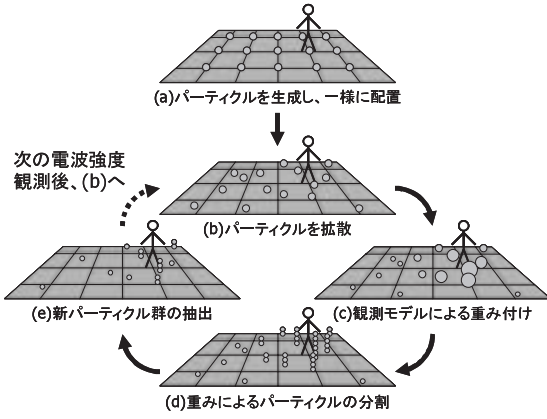 (a)パーティクルを生成し、一様に配置
次の電波強度
観測後、(b)へ
(b)パーティクルを拡散
(e)新パーティクル群の抽出
(c)観測モデルによる重み付け
(d)重みによるパーティクルの分割